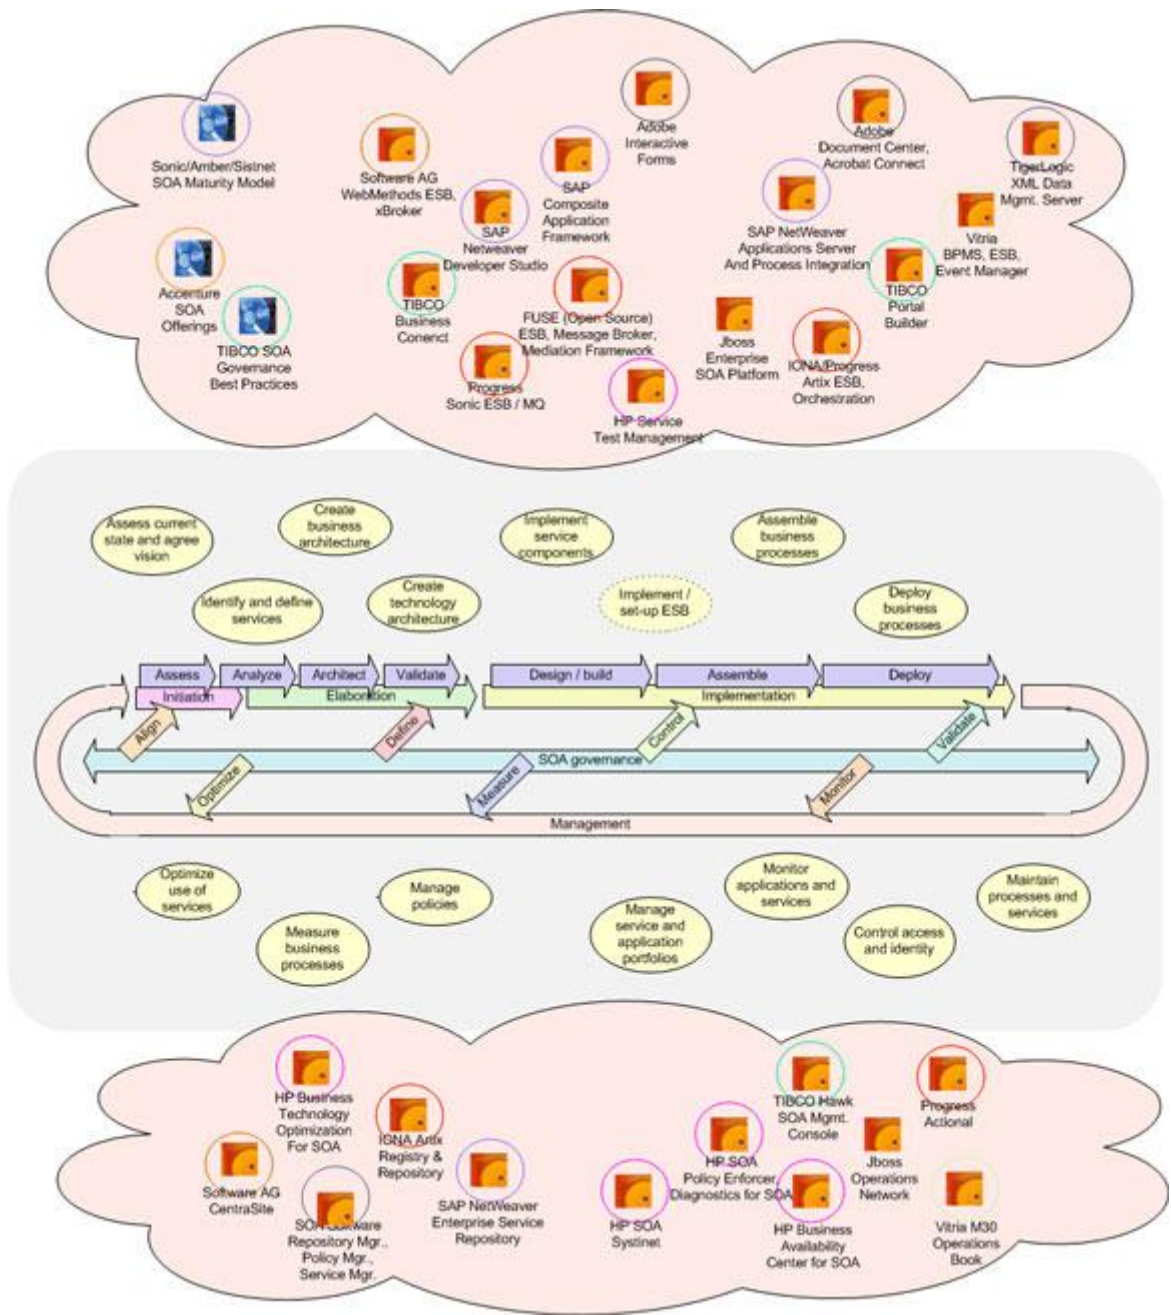 Adobe
Interactive
Forms
Adobe
Document Center,
Acrobat Connect
Sonic/Amber/Sistnet
SOA Maturity Model
Software AG
WebMethods ESB,
xBroker
SAP
Composite
Application
Framework
TigerLogic
XML Data
Mgmt. Server
SAP
Netweaver
Developer Studio
SAP NetWeaver
Applications Server
And Process Integration
Vitria
BPMS, ESB,
Event Manager
Accenture
SOA
Offerings
TIBCO
Business
Conenct
FUSE (Open Source)
ESB, Message Broker,
Mediation Framework
TIBCO
Portal
Builder
TIBCO SOA
Governance
Best Practices
Jboss
Enterprise
SOA Platform
IONA/Progress
Artix ESB,
Orchestration
Progress
Sonic ESB / MQ
HP Service
Test Management
Assess current
state and agree
vision
Create
business
architecture
Implement
service
components
Assemble
business
processes
Identify and define
services
Create
technology
architecture
Implement /
set-up ESB
Deploy
business
processes
Assess
Analyze
Architect
Validate
Design / build
Assemble
Deploy
Initiation
Elaboration
Implementation
Align
Define
Control
Validate
SOA governance
Optimize
Measure
Monitor
Management
Optimize
use of
services
Manage
policies
Monitor
applications and
services
Maintain
processes and
services
Measure
business
processes
Manage
service and
application
portfolios
Control access
and identity
HP Business
Technology
Optimization
For SOA
IONA Artix
Registry &
Repository
TIBCO Hawk
SOA Mgmt.
Console
Progress
Actional
Software AG
CentraSite
SOA Software
Repository Mgr.,
Policy Mgr.,
Service Mgr.
SAP NetWeaver
Enterprise Service
Repository
HP SOA
Systinet
HP SOA
Policy Enforcer,
Diagnostics for SOA
Jboss
Operations
Network
HP Business
Availability
Center for SOA
Vitria M30
Operations
Book